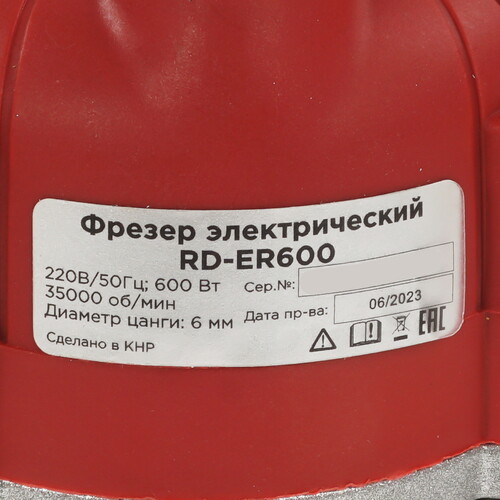 Фрезер электрический
RD-ER600
220В/50Гц; 600 Вт
35000 об/мин
Диаметр цанги: 6 мм
Сделано в КНР
Сер.№:
Дата пр-ва: 06/2023
EAC